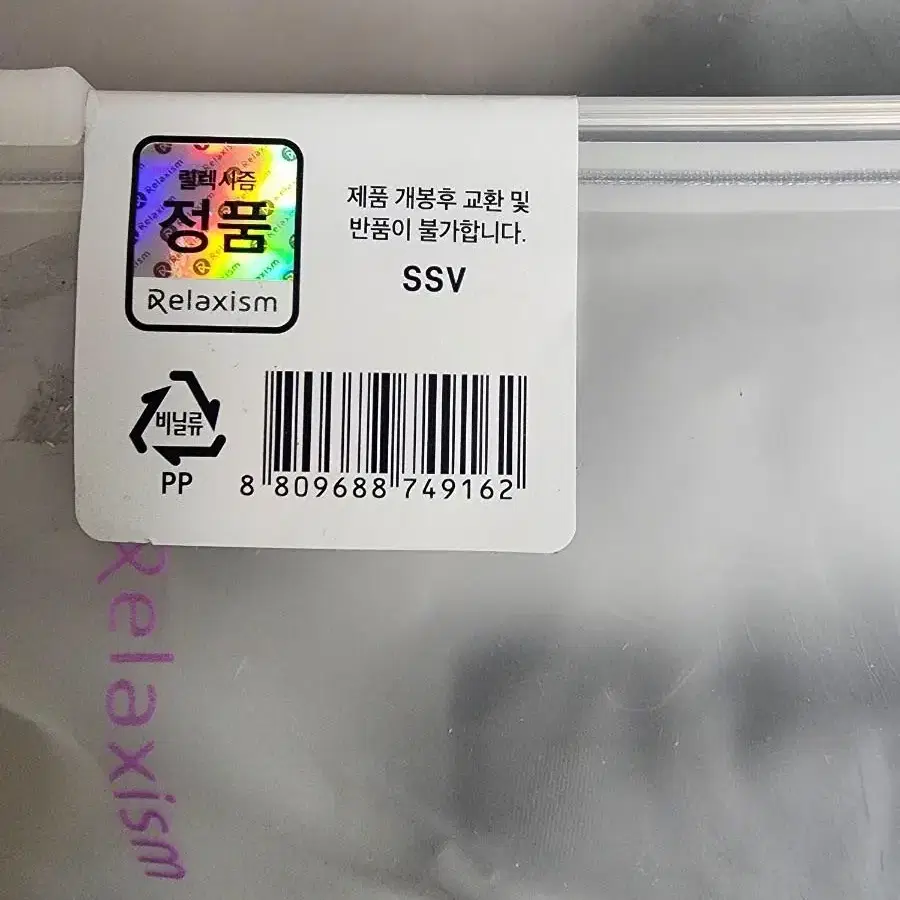 릴렉시즘
정품
Relaxism
제품 개봉후 교환 및
반품이 불가합니다.
SSV
비닐류
PP
8 809688 749162
Relaxism